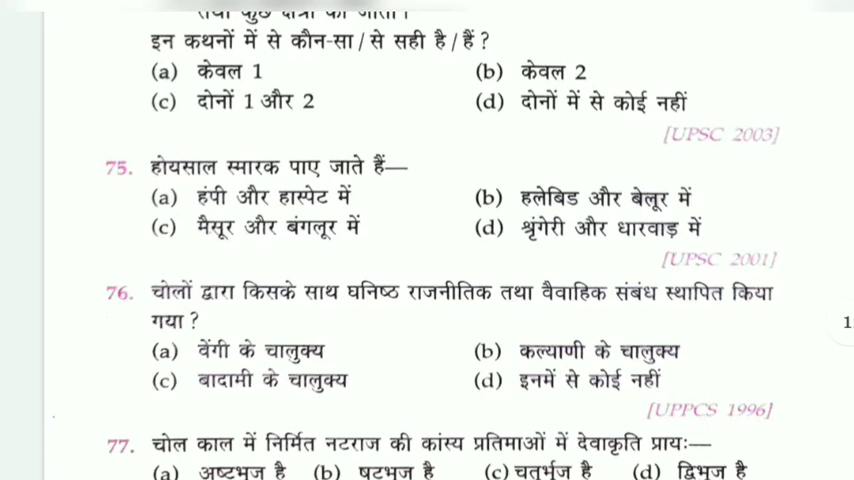 तथा कुछ क्षेत्रों की जाती।
इन कथनों में से कौन-सा / से सही है / हैं ?
(a) केवल 1 (b) केवल 2
(c) दोनों 1 और 2 (d) दोनों में से कोई नहीं
[UPSC 2003]
75. होयसाल स्मारक पाए जाते हैं—
(a) हंपी और हास्पेट में (b) हलेबिड और बेलूर में
(c) मैसूर और बंगलूर में (d) श्रृंगेरी और धारवाड़ में
[UPSC 2001]
76. चोलों द्वारा किसके साथ घनिष्ठ राजनीतिक तथा वैवाहिक संबंध स्थापित किया
गया ?
(a) वेंगी के चालुक्य (b) कल्याणी के चालुक्य
(c) बादामी के चालुक्य (d) इनमें से कोई नहीं
[UPPCS 1996]
77. चोल काल में निर्मित नटराज की कांस्य प्रतिमाओं में देवाकृति प्रायः—
(a) अष्टभुज है (b) षटभुज है (c) चतुर्भुज है (d) द्विभुज है
1